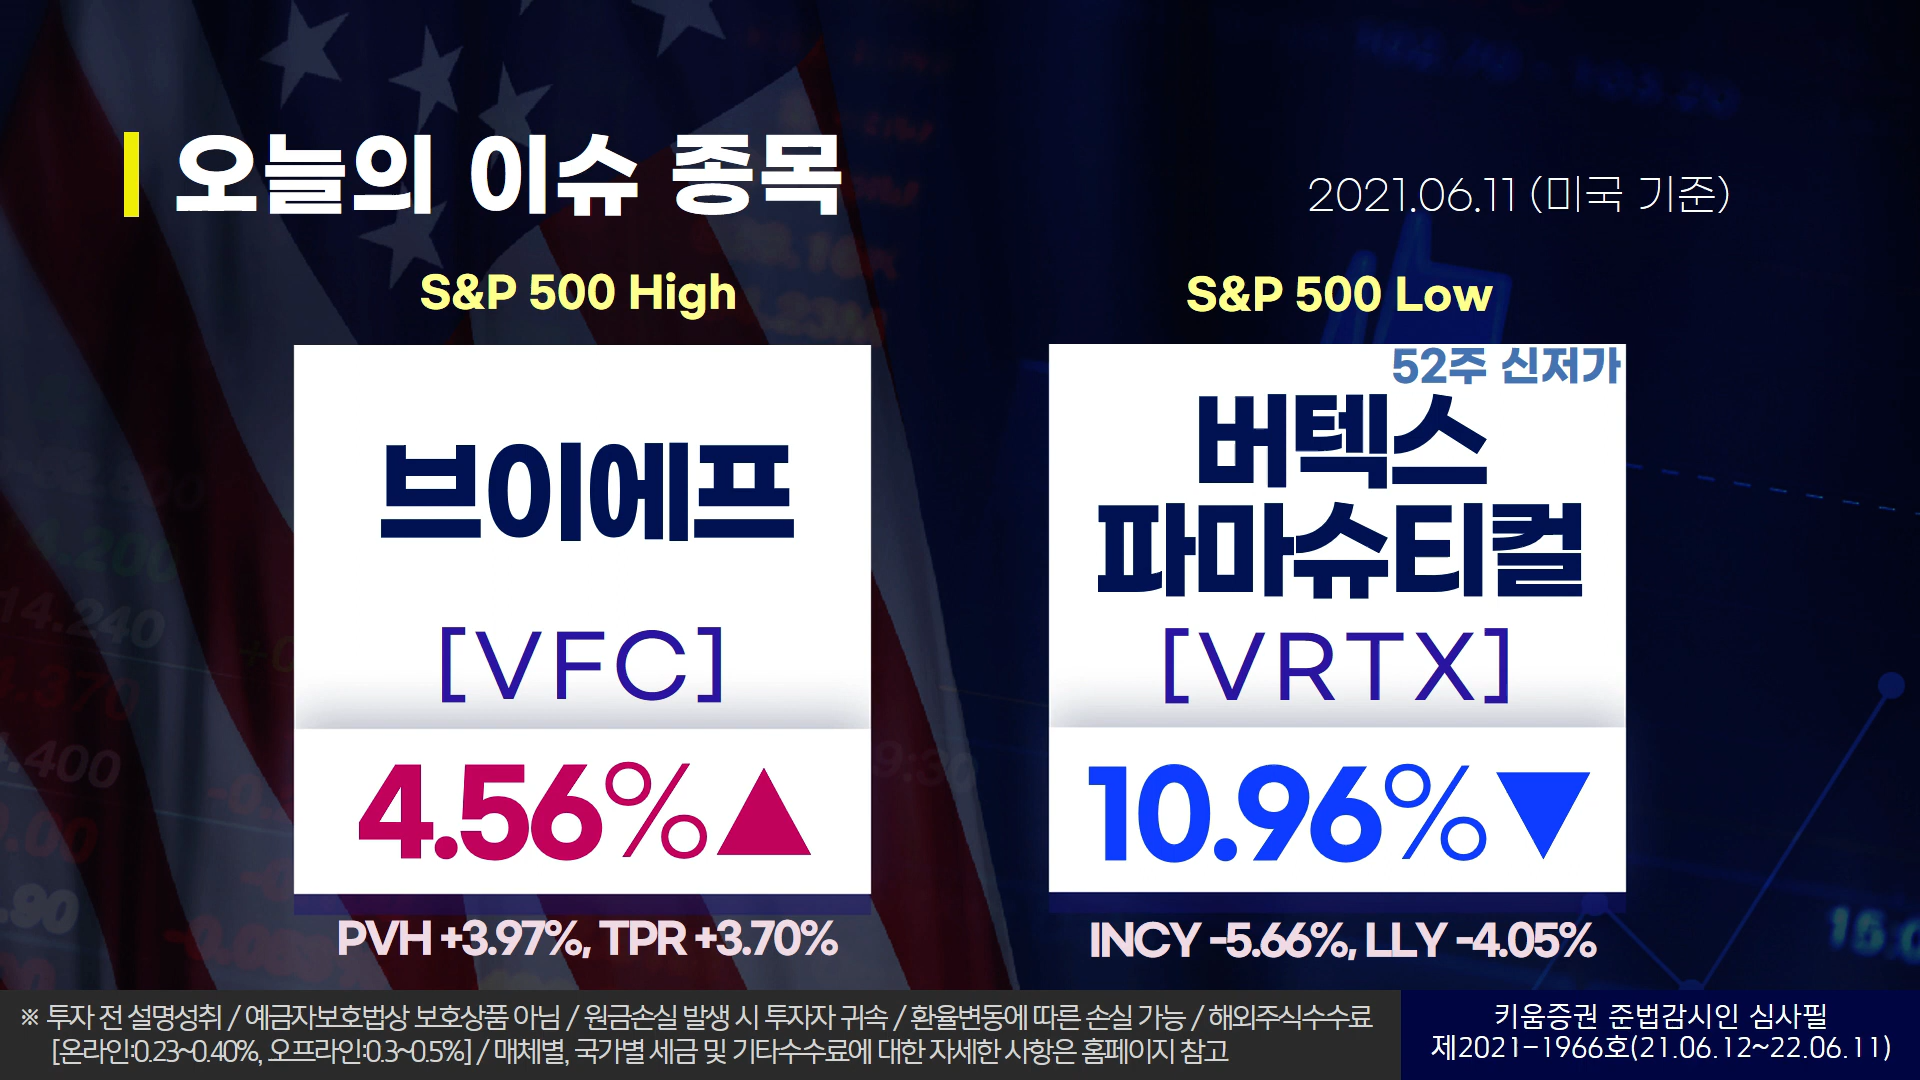 오늘의 이슈 종목
2021.06.11 (미국 기준)
S&P 500 High
브이에프
[VFC]
4.56%▲
PVH +3.97%, TPR +3.70%
S&P 500 Low
52주 신저가
버텍스
파마슈티컬
[VRTX]
10.96%▼
INCY -5.66%, LLY -4.05%
※ 투자 전 설명성취 / 예금자보호법상 보호상품 아님 / 원금손실 발생 시 투자자 귀속 / 환율변동에 따른 손실 가능 / 해외주식수수료
[온라인:0.23~0.40%, 오프라인:0.3~0.5%] / 매체별, 국가별 세금 및 기타수수료에 대한 자세한 사항은 홈페이지 참고
키움증권 준법감시인 심사필
제2021-1966호(21.06.12~22.06.11)
14.240
.400
.90
9:30